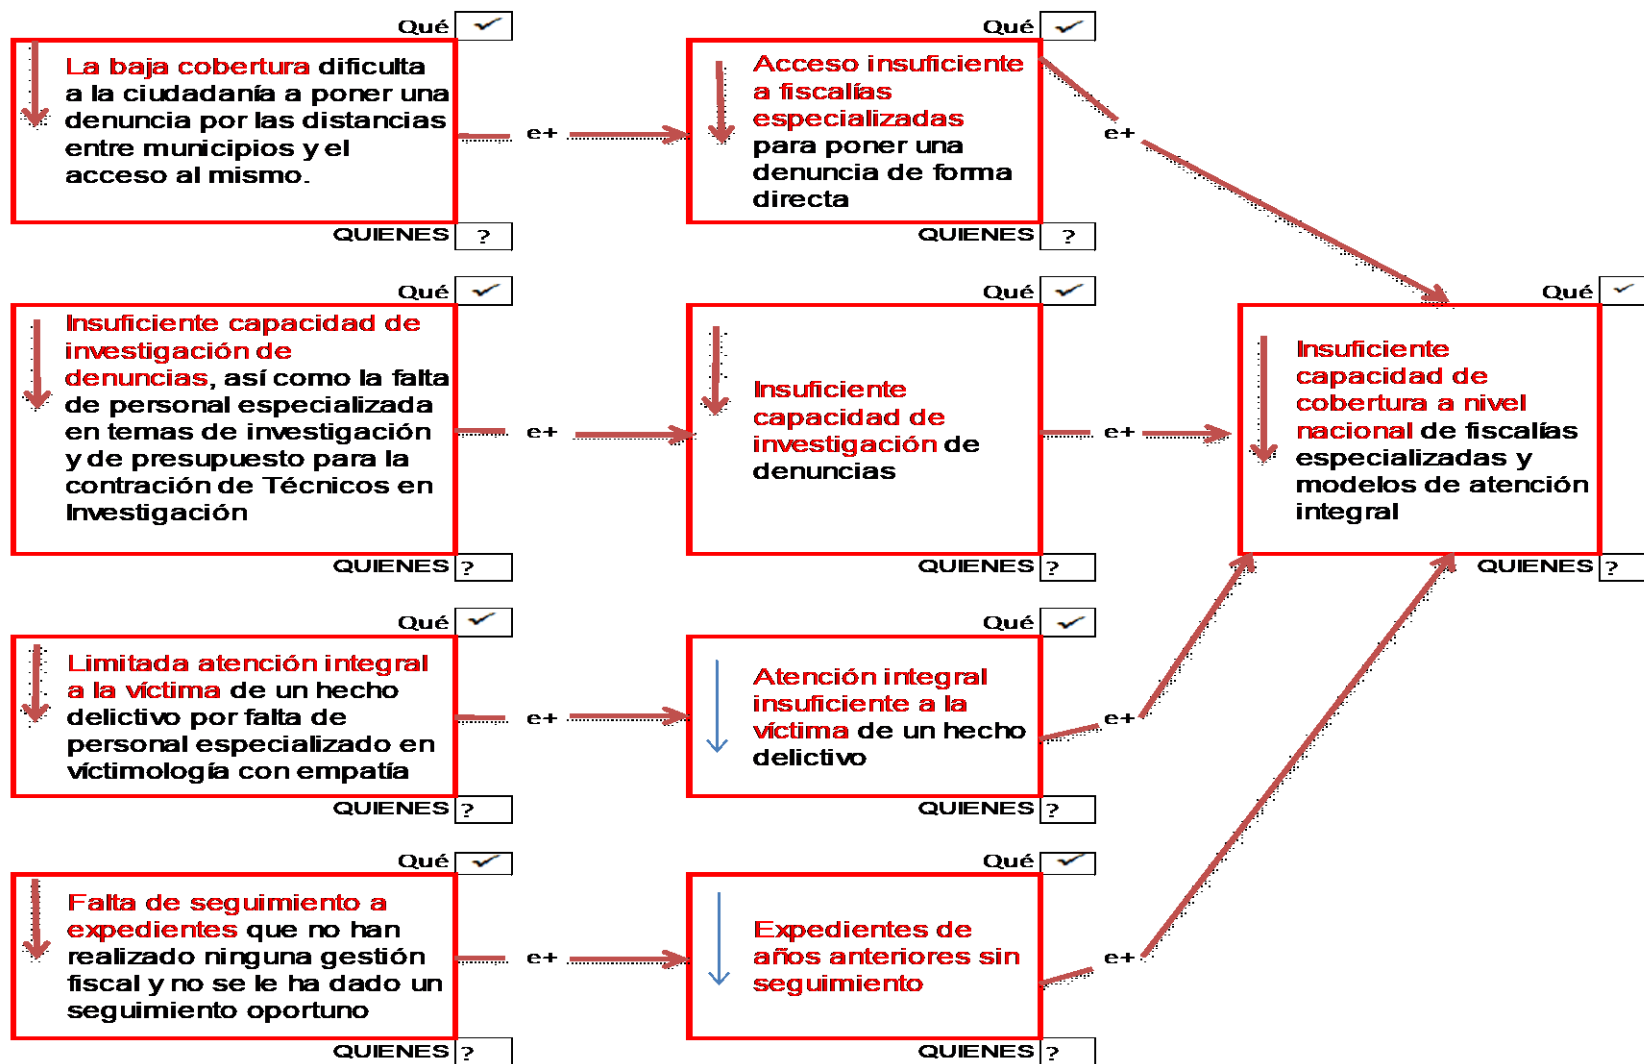 Qué ✓
La baja cobertura dificulta
a la ciudadanía a poner una
denuncia por las distancias
entre municipios y el
acceso al mismo.
QUIENES ?
e+
Qué ✓
Acceso insuficiente
a fiscalías
especializadas
para poner una
denuncia de forma
directa
QUIENES ?
e+
Qué ✓
Insuficiente capacidad de
investigación de
denuncias, así como la falta
de personal especializada
en temas de investigación
y de presupuesto para la
contración de Técnicos en
Investigación
QUIENES ?
e+
Qué ✓
Insuficiente
capacidad de
investigación de
denuncias
QUIENES ?
e+
Qué ✓
Insuficiente
capacidad de
cobertura a nivel
nacional de fiscalías
especializadas y
modelos de atención
integral
QUIENES ?
Qué ✓
Limitada atención integral
a la víctima de un hecho
delictivo por falta de
personal especializado en
víctimología con empatía
QUIENES ?
e+
Qué ✓
Atención integral
insuficiente a la
víctima de un hecho
delictivo
QUIENES ?
e+
Qué ✓
Falta de seguimiento a
expedientes que no han
realizado ninguna gestión
fiscal y no se le ha dado un
seguimiento oportuno
QUIENES ?
e+
Qué ✓
Expedientes de
años anteriores sin
seguimiento
QUIENES ?
e+